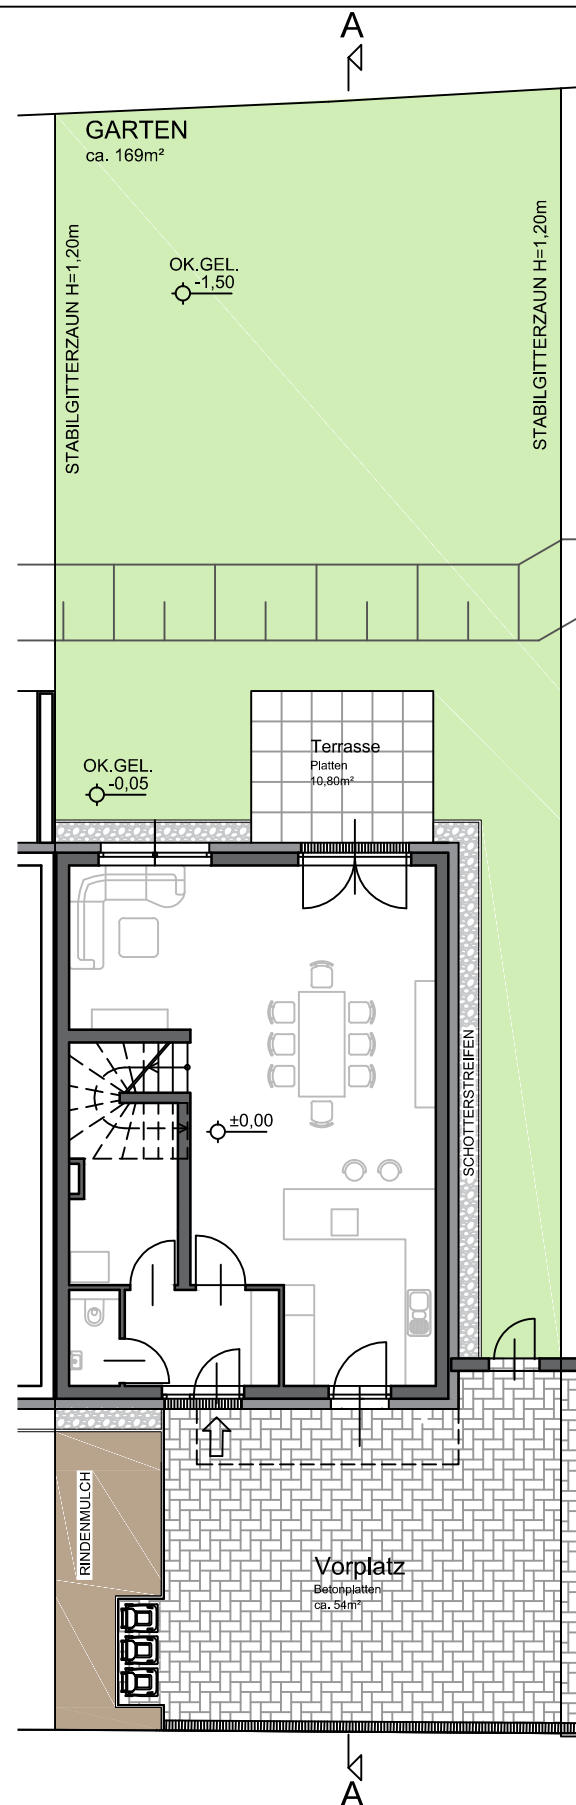 A
GARTEN
ca. 169m²
STABILGITTERZAUN H=1,20m
STABILGITTERZAUN H=1,20m
OK.GEL.
-1,50
Terrasse
Platten
10,80m²
OK.GEL.
-0,05
SCHOTTERSTREIFEN
±0,00
RINDENMULCH
Vorplatz
Betonplatten
ca. 54m²
A